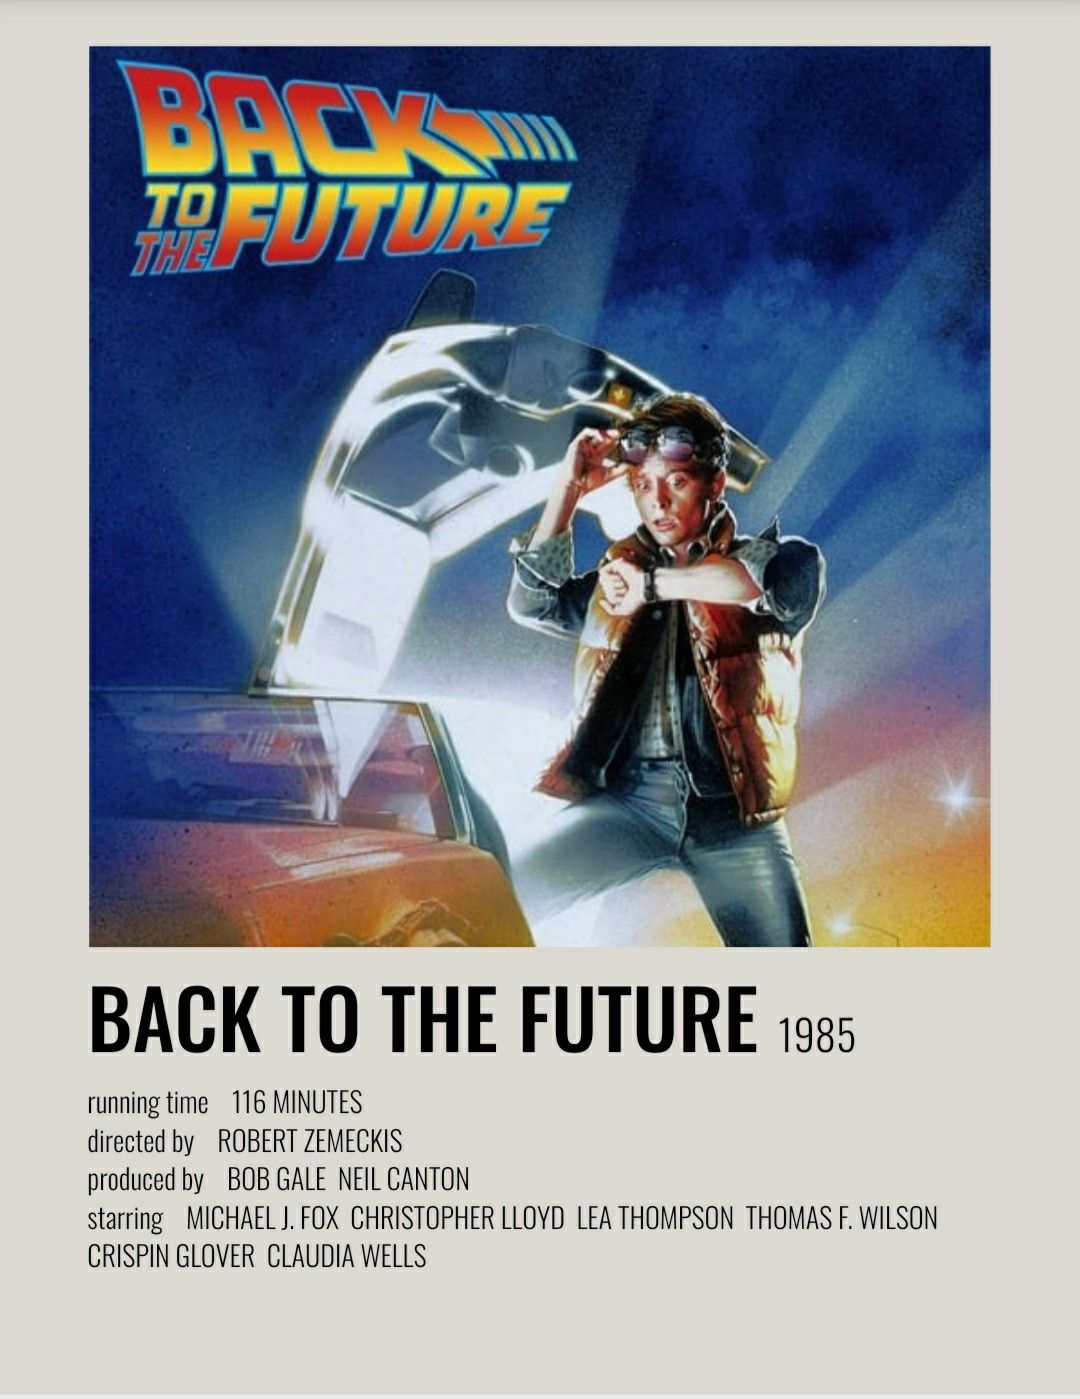 BACK
TO
THE FUTURE
BACK TO THE FUTURE 1985
running time 116 MINUTES
directed by ROBERT ZEMECKIS
produced by BOB GALE NEIL CANTON
starring MICHAEL J. FOX CHRISTOPHER LLOYD LEA THOMPSON THOMAS F. WILSON
CRISPIN GLOVER CLAUDIA WELLS